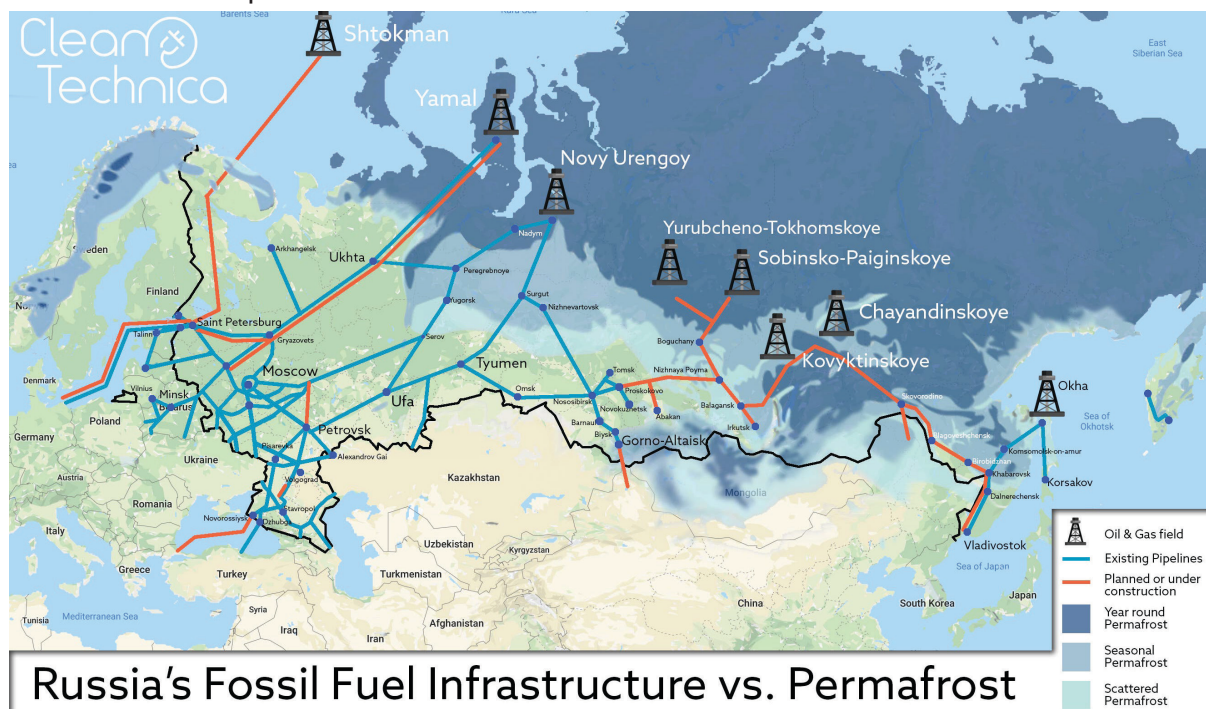 Barents Sea
Kara Sea
East
Siberian Sea
Clean
Technica
Shtokman
Yamal
Novy Urengoy
Yurubcheno-Tokhomskoye
Sobinsko-Paiginskoye
Chayandinskoye
Kovyktinskoye
Okha
Sea of
Okhotsk
Nadym
Arkhangelsk
Ukhta
Peregrebnoye
Yugorsk
Surgut
Nizhnevartovsk
Finland
Saint Petersburg
Talinn
Gryazovets
Serov
Boguchany
Moscow
Tyumen
Tomsk
Nizhnaya Poyma
Denmark
Vilnius
Minsk
Belarus
Ufa
Omsk
Nososibirsk
Proskokovo
Novokuznetsk
Abakan
Balagansk
Irkutsk
Skovorodino
Poland
Petrovsk
Barnaul
Biysk
Gorno-Altaisk
Blagoveshchensk
Komsomolsk-on-amur
Germany
Pisarevka
Alexandrov Gai
Birobidzhan
Khabarovsk
Korsakov
Ukraine
Volgograd
Kazakhstan
Mongolia
Dalnerechensk
Austria
Romania
Stavropol
Novorossiysk
Dzhubga
Vladivostok
Italy
Uzbekistan
Kyrgyzstan
Sea of Japan
Greece
Turkey
Turkmenistan
China
South Korea
Japan
Tunisia
Mediterranean Sea
Syria
Iraq
Iran
Afghanistan
Oil & Gas field
Existing Pipelines
Planned or under
construction
Year round
Permafrost
Seasonal
Permafrost
Scattered
Permafrost
Russia's Fossil Fuel Infrastructure vs. Permafrost